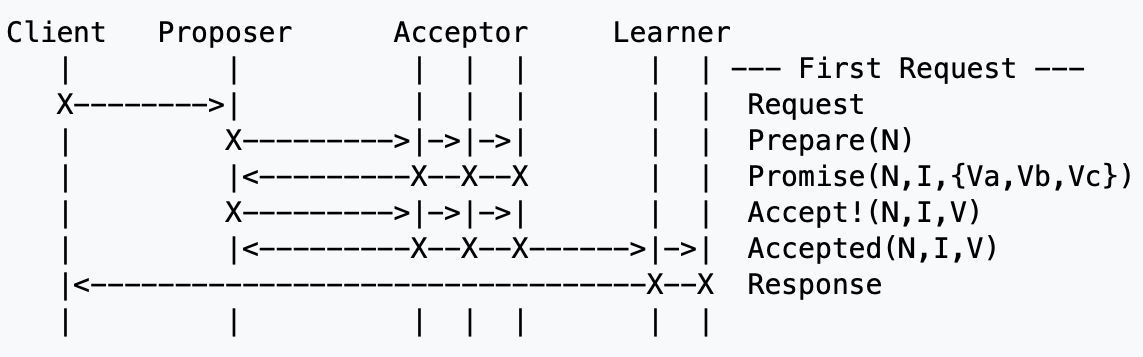 Client   Proposer      Acceptor     Learner
   |         |          |  |  |       |  | --- First Request ---
   X-------->|          |  |  |       |  |  Request
   |         X--------->|->|->|       |  |  Prepare(N)
   |         |<---------X--X--X       |  |  Promise(N,I,{Va,Vb,Vc})
   |         X--------->|->|->|       |  |  Accept!(N,I,V)
   |         |<---------X--X--X------>|->|  Accepted(N,I,V)
   |<---------------------------------X--X  Response
   |         |          |  |  |       |  |